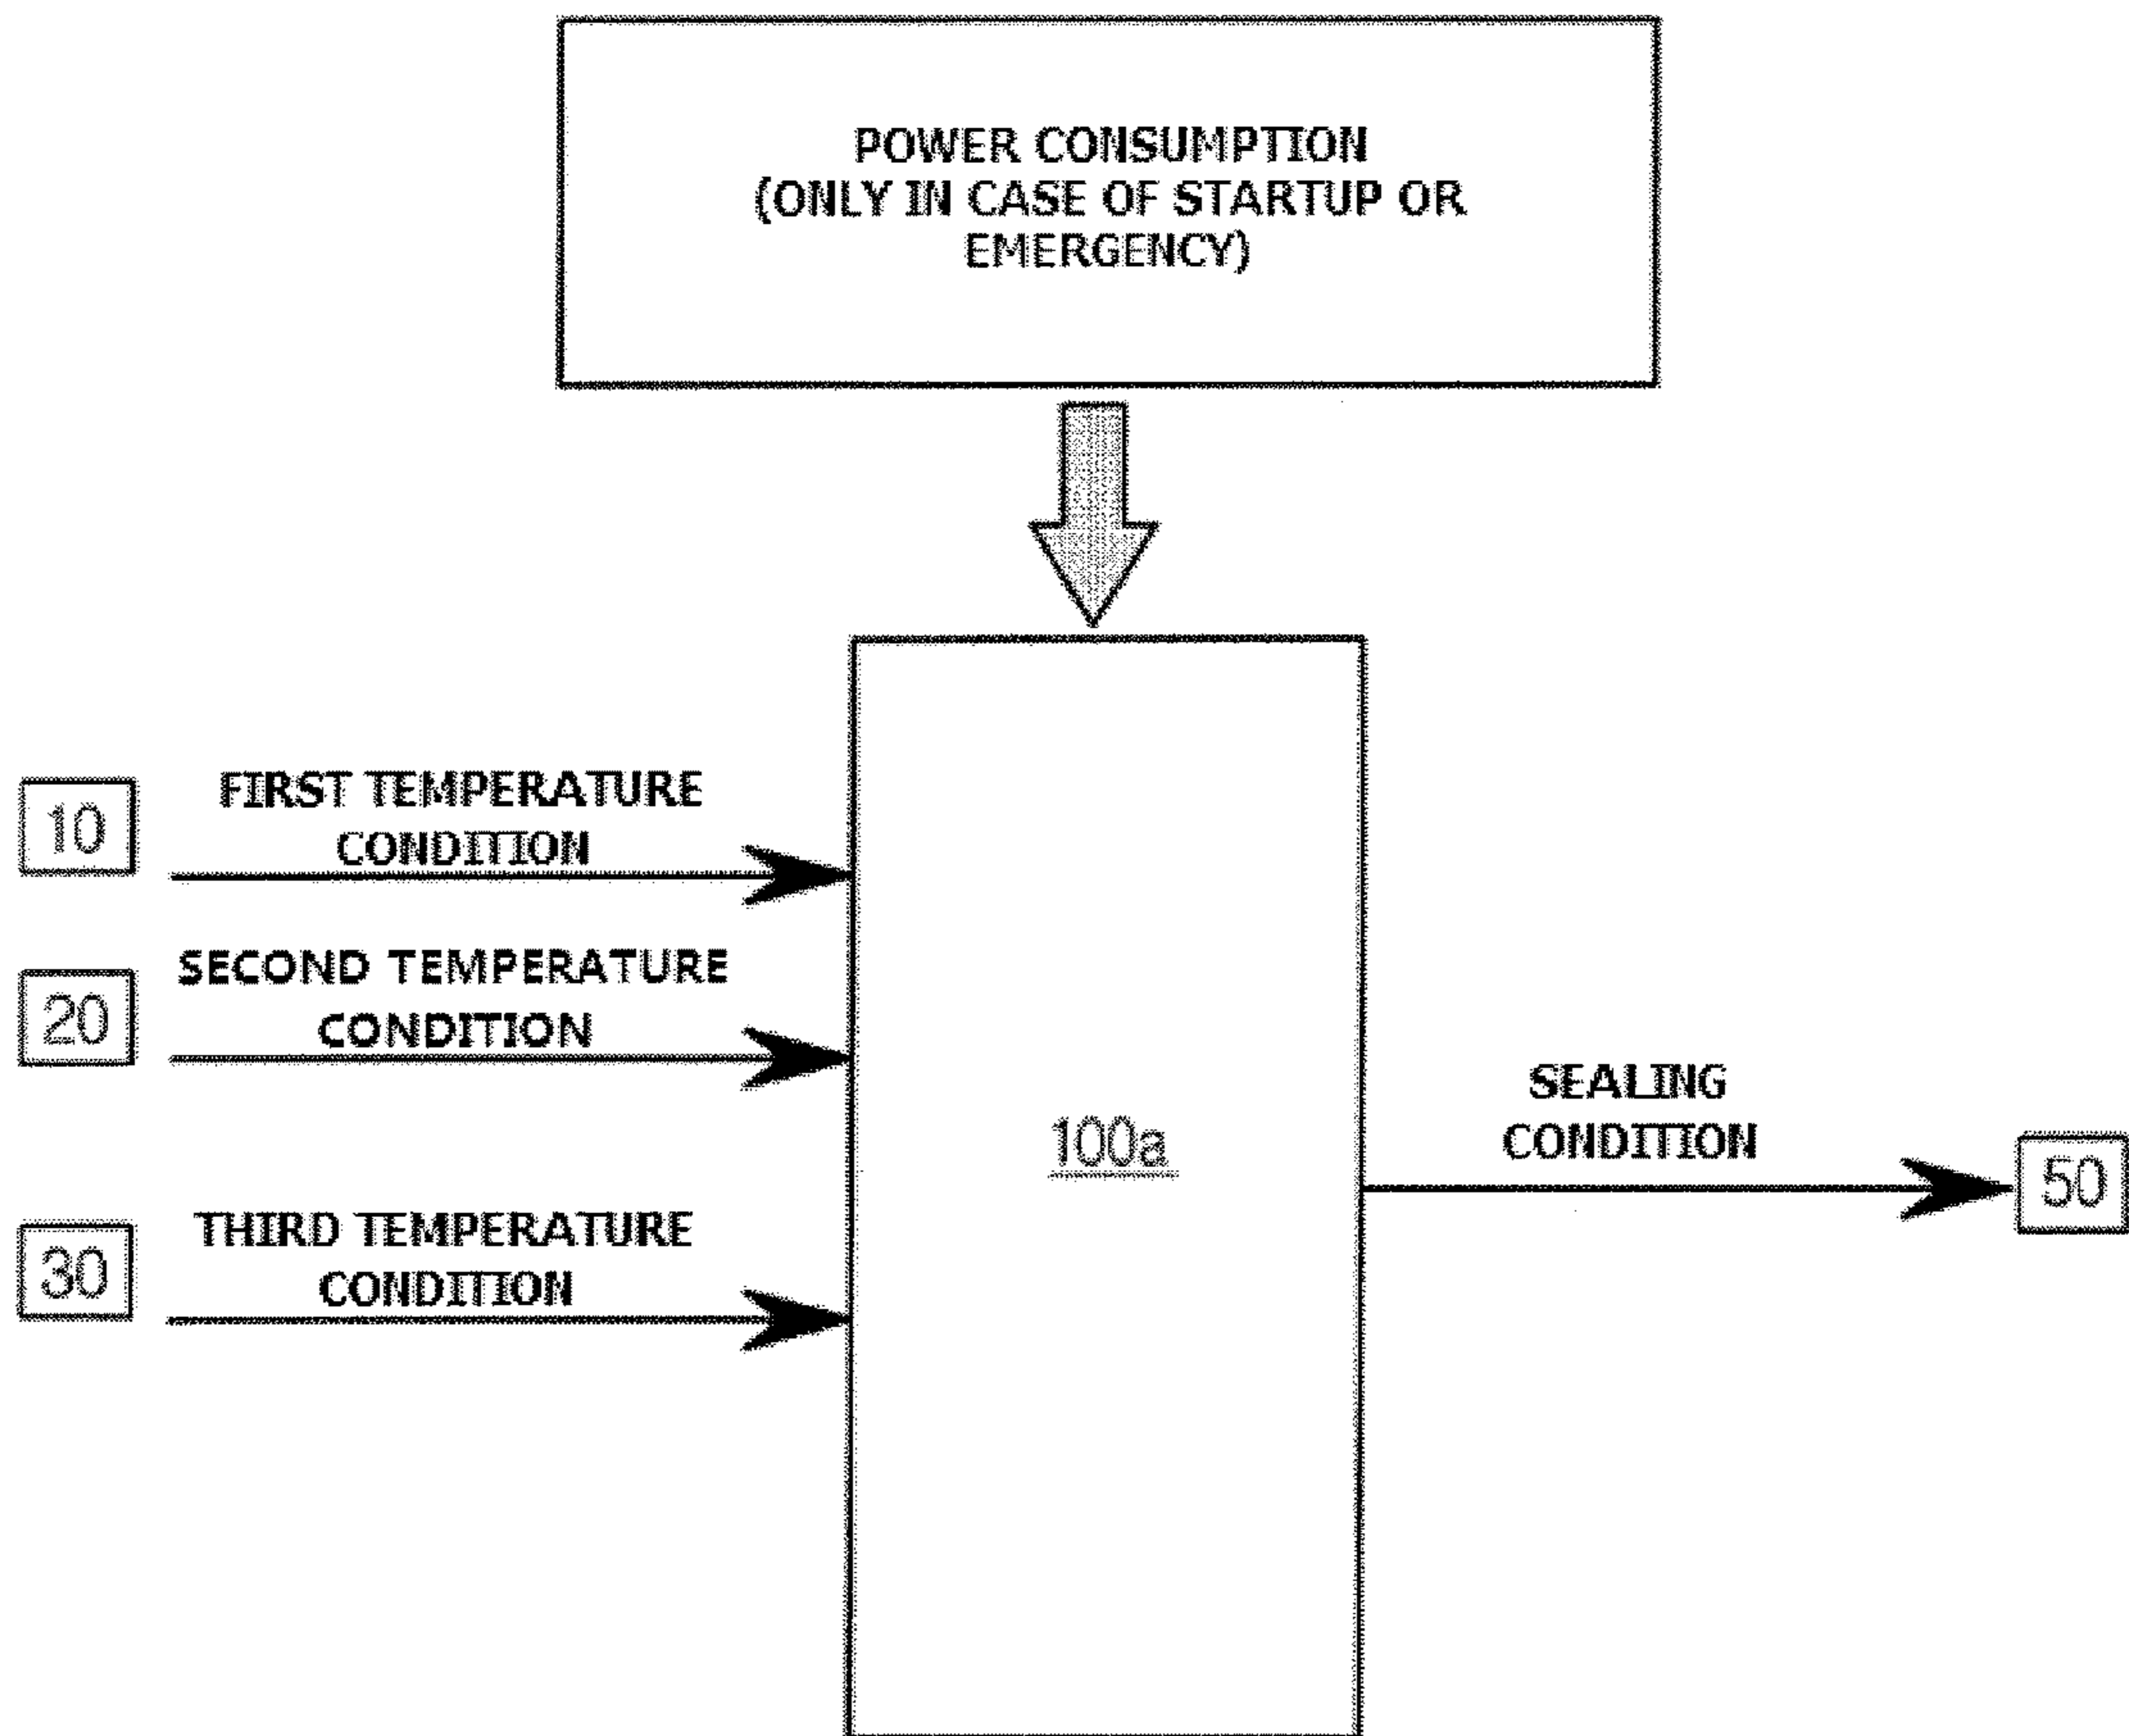 POWER CONSUMPTION
(ONLY IN CASE OF STARTUP OR
EMERGENCY)
10
FIRST TEMPERATURE
CONDITION
20
SECOND TEMPERATURE
CONDITION
30
THIRD TEMPERATURE
CONDITION
100a
SEALING
CONDITION
50